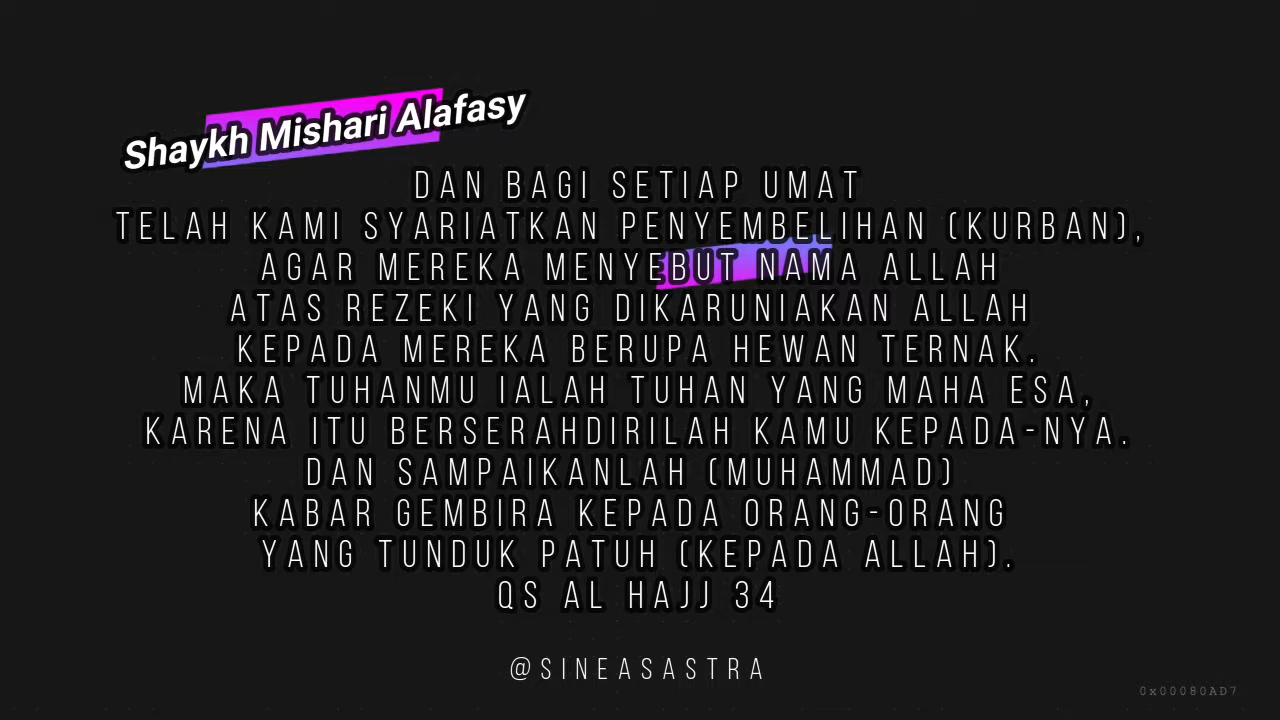 Shaykh Mishari Alafasy
DAN BAGI SETIAP UMAT
TELAH KAMI SYARIATKAN PENYEMBELIHAN (KURBAN),
AGAR MEREKA MENYEBUT NAMA ALLAH
ATAS REZEKI YANG DIKARUNIAKAN ALLAH
KEPADA MEREKA BERUPA HEWAN TERNAK.
MAKA TUHANMU IALAH TUHAN YANG MAHA ESA,
KARENA ITU BERSERAHDIRILAH KAMU KEPADA-NYA.
DAN SAMPAIKANLAH (MUHAMMAD)
KABAR GEMBIRA KEPADA ORANG-ORANG
YANG TUNDUK PATUH (KEPADA ALLAH).
QS AL HAJJ 34
@SINEASASTRA
0x00080AD7